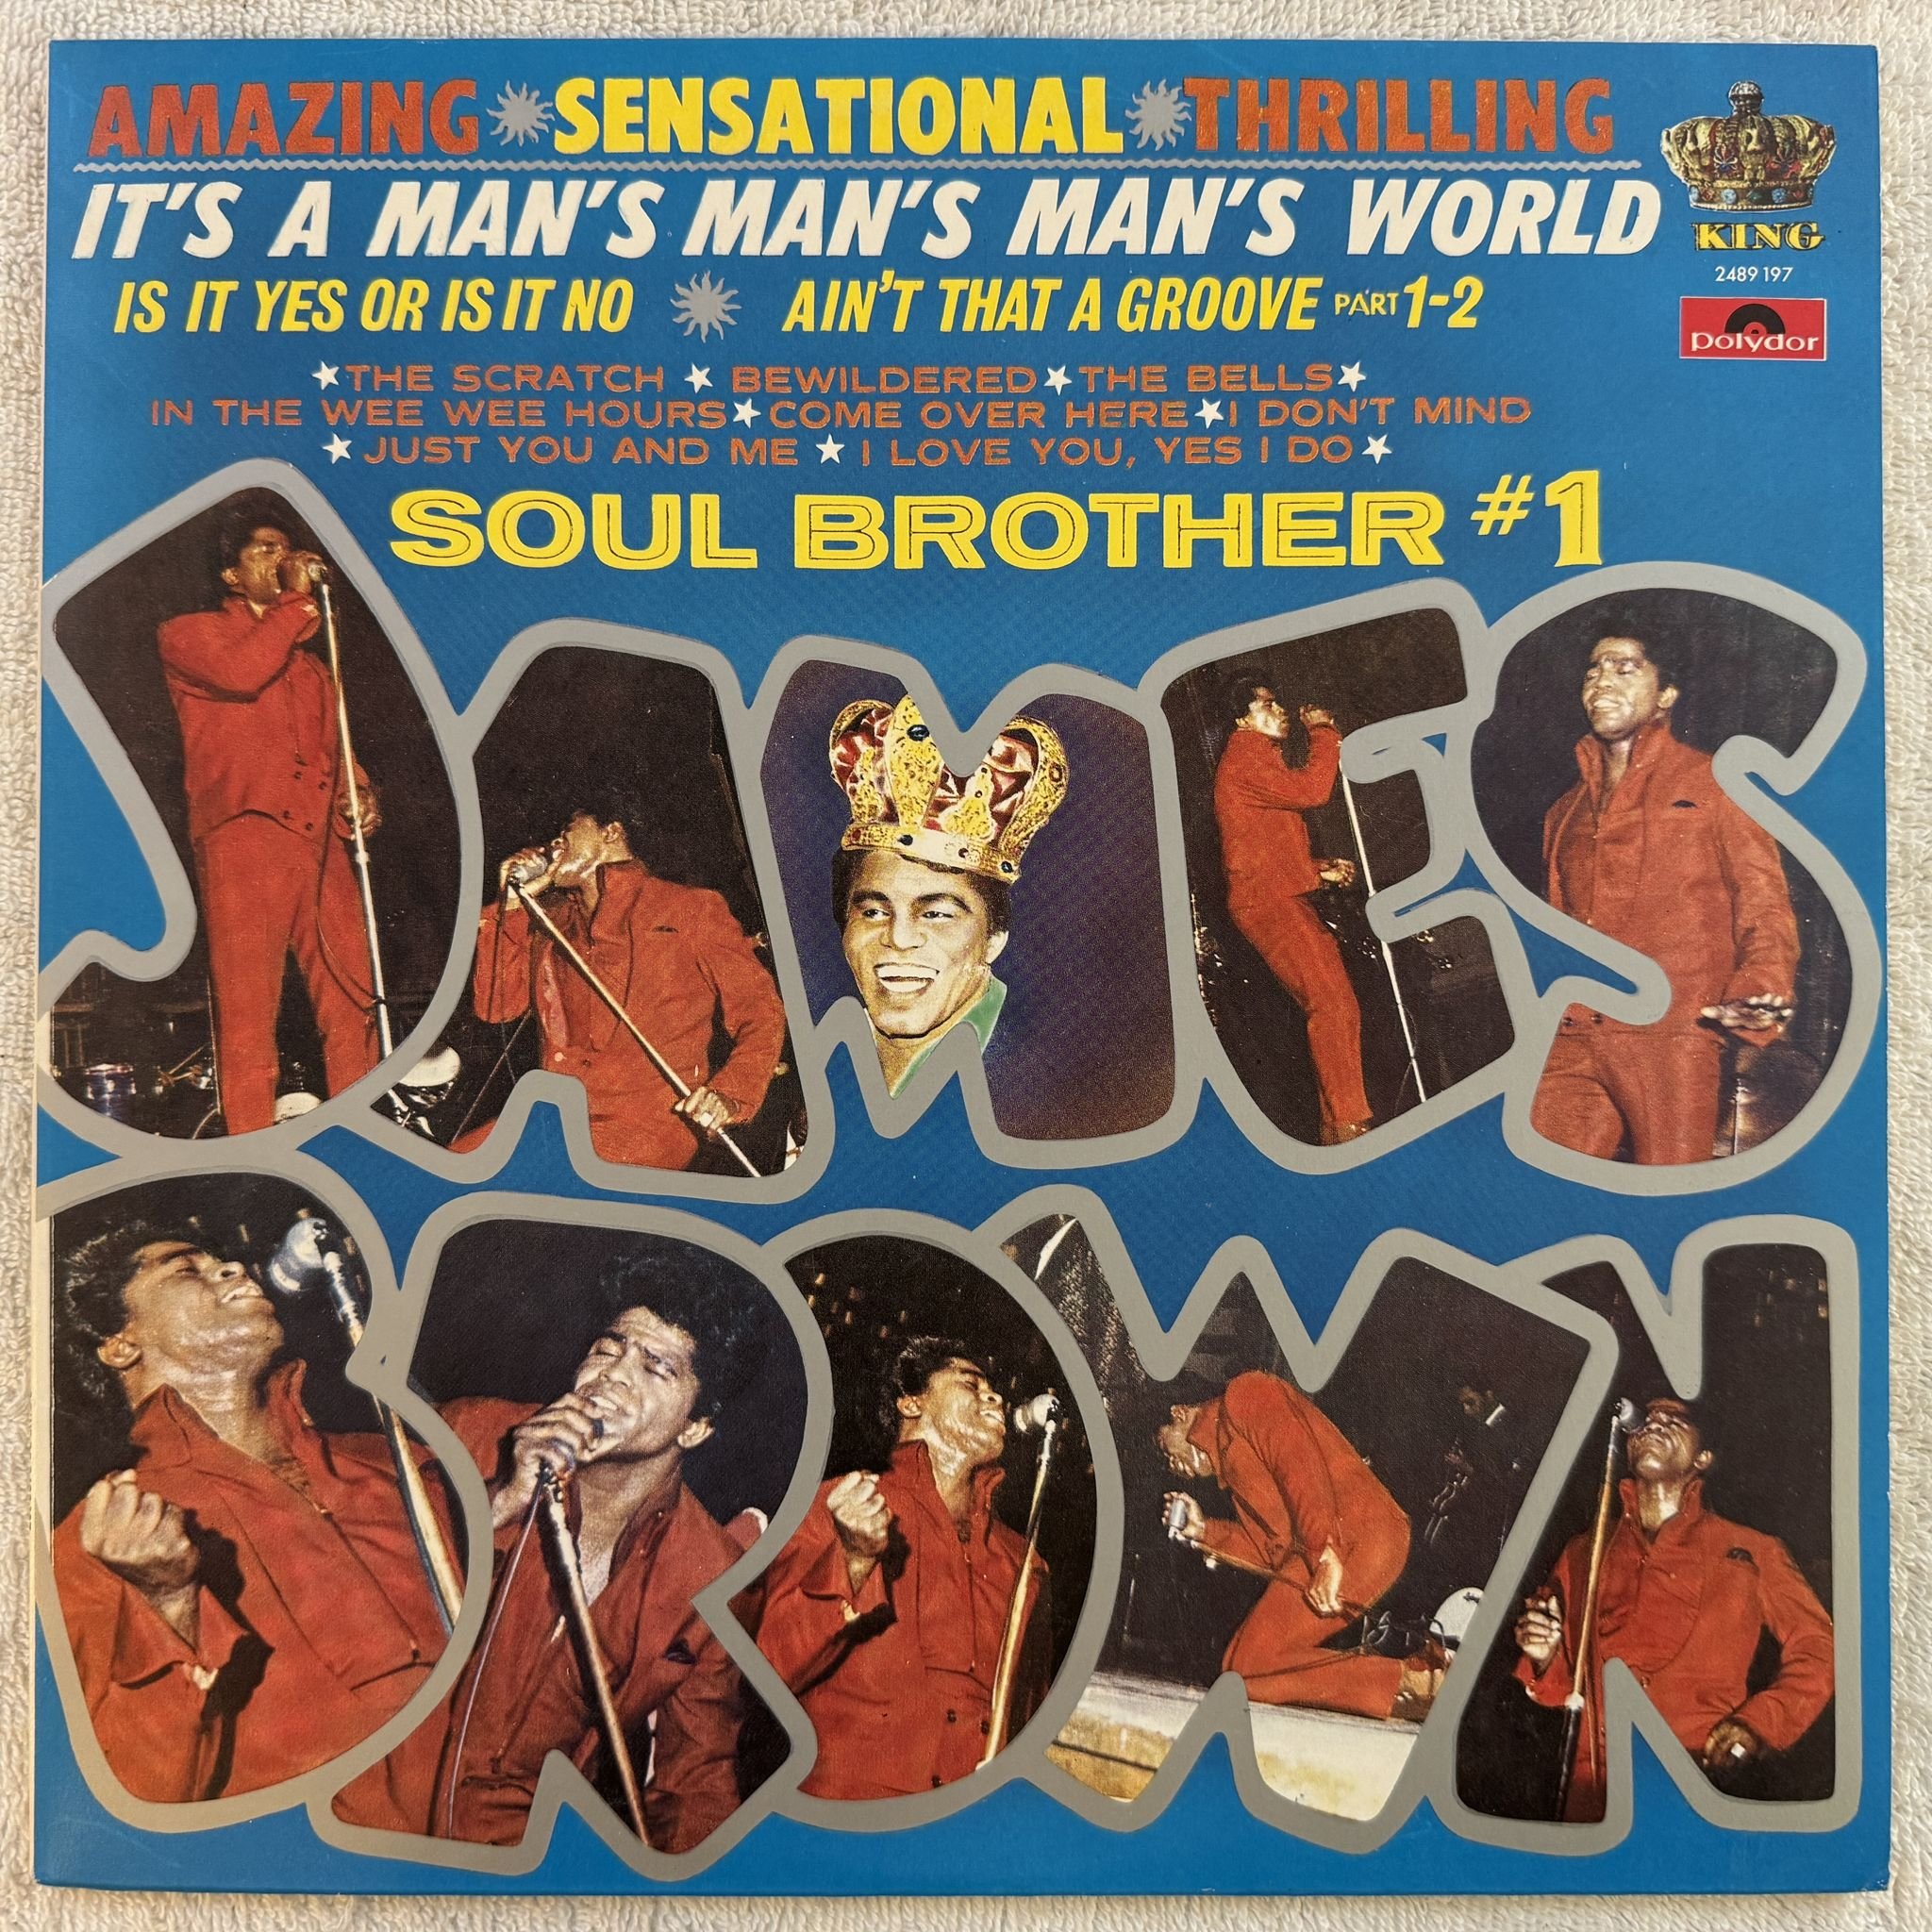 AMAZING SENSATIONAL THRILLING
IT'S A MAN'S MAN'S MAN'S WORLD
KING
2489 197
polydor
IS IT YES OR IS IT NO AIN'T THAT A GROOVE PART 1-2
THE SCRATCH ★ BEWILDERED ★ THE BELLS ★
IN THE WEE WEE HOURS ★ COME OVER HERE ★ I DON'T MIND
★ JUST YOU AND ME ★ I LOVE YOU, YES I DO ★
SOUL BROTHER #1
JAMES
BROWN